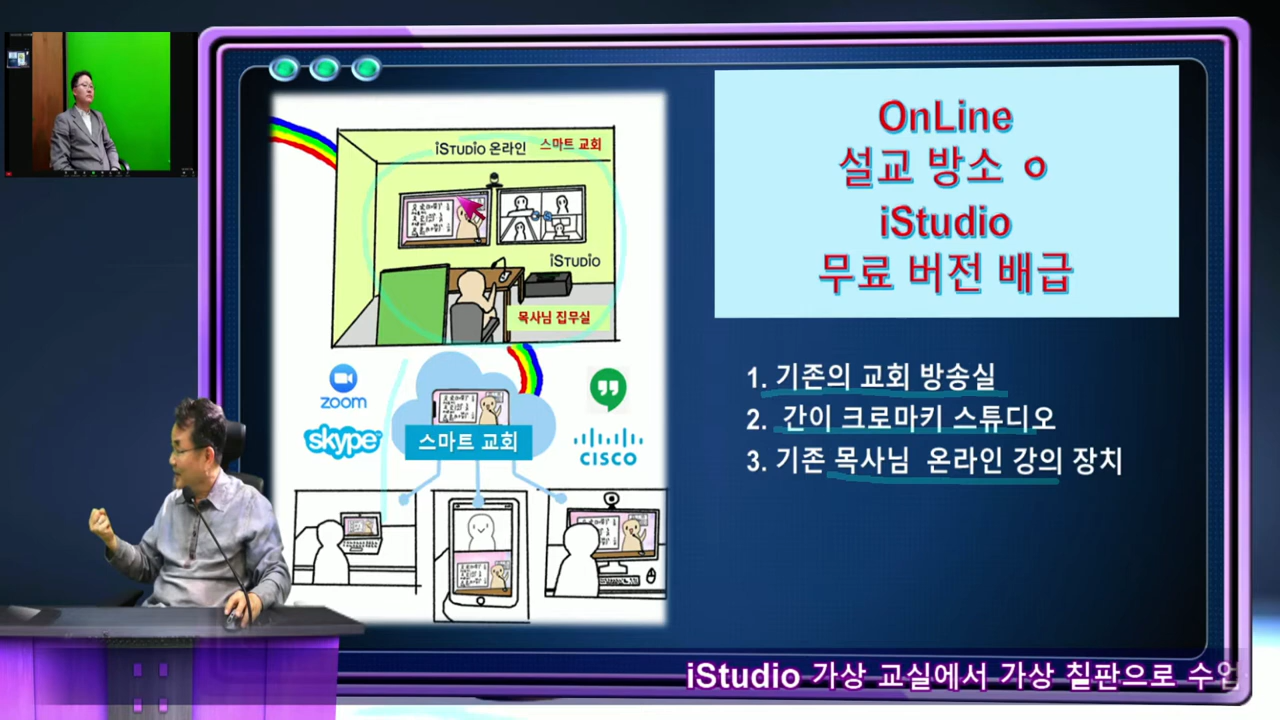 iStudio 온라인 스마트 교회
iStudio
목사님 집무실
zoom
skype
CISCO
스마트 교회
OnLine
설교 방소 ㅇ
iStudio
무료 버전 배급
1. 기존의 교회 방송실
2. 간이 크로마키 스튜디오
3. 기존 목사님 온라인 강의 장치
iStudio 가상 교실에서 가상 칠판으로 수업